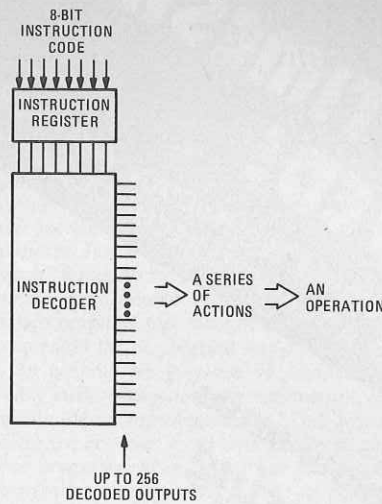 8-BIT
INSTRUCTION
CODE
INSTRUCTION
REGISTER
INSTRUCTION
DECODER
A SERIES
OF
ACTIONS
AN
OPERATION
UP TO 256
DECODED OUTPUTS